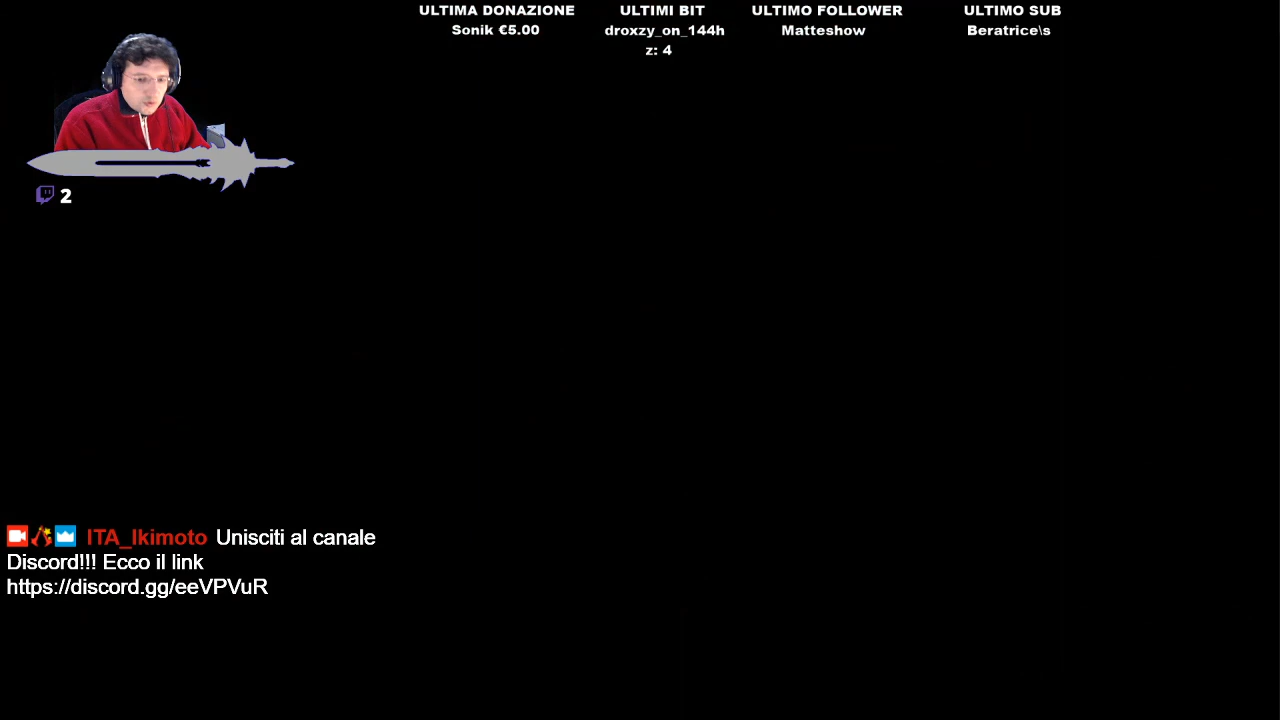 ULTIMA DONAZIONE
Sonik €5.00
ULTIMI BIT
droxzy_on_144h
z: 4
ULTIMO FOLLOWER
Matteshow
ULTIMO SUB
Beratrice\s
2
ITA_Ikimoto Unisciti al canale
Discord!!! Ecco il link
https://discord.gg/eeVPVuR